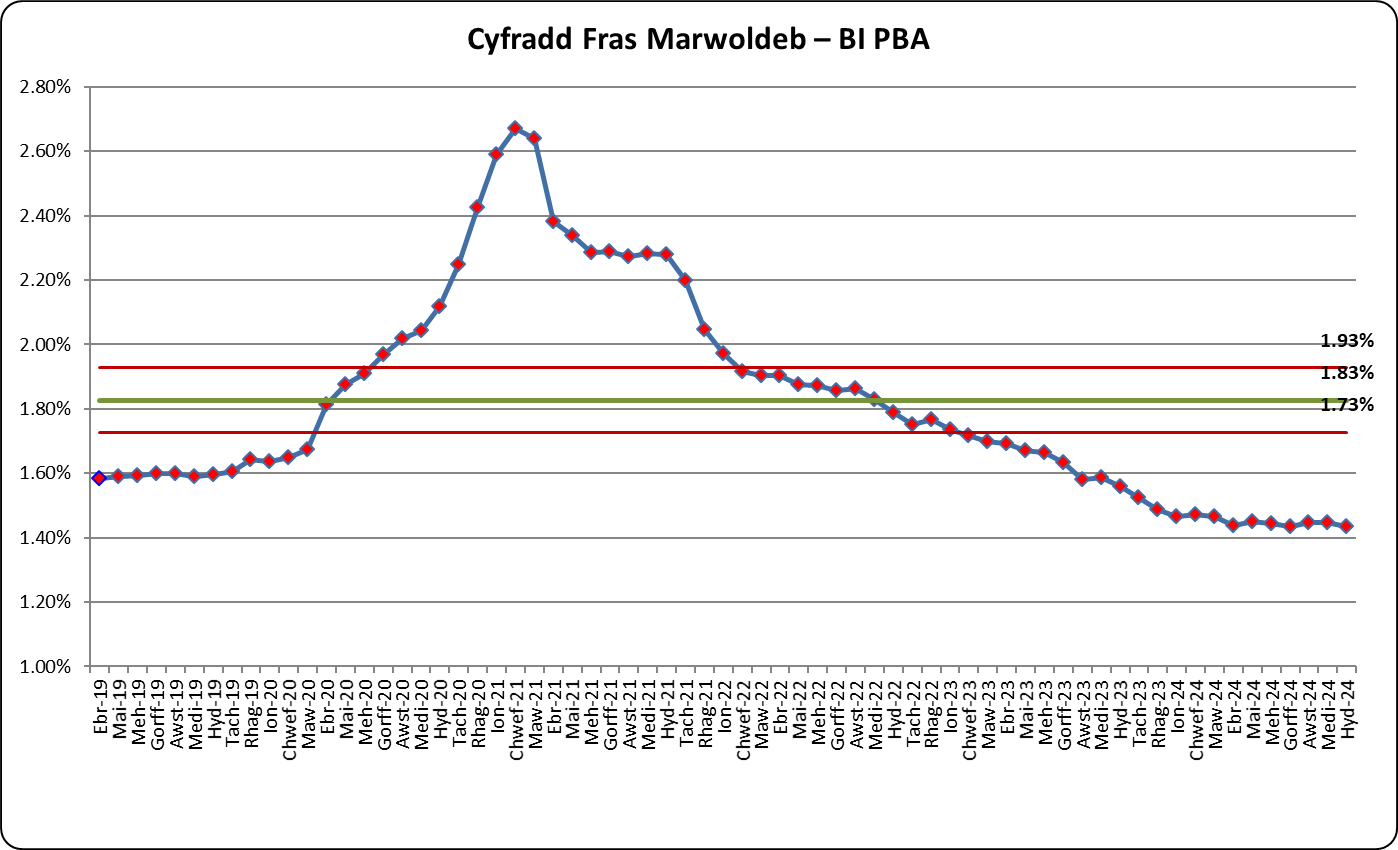 Cyfradd Fras Marwoldeb – BI PBA
2.80%
2.60%
2.40%
2.20%
2.00%
1.80%
1.60%
1.40%
1.20%
1.00%
1.93%
1.83%
1.73%
Ebr-19
Mai-19
Meh-19
Gorff-19
Awst-19
Medi-19
Hyd-19
Tach-19
Rhag-19
Ion-20
Chwef-20
Maw-20
Ebr-20
Mai-20
Meh-20
Gorff-20
Awst-20
Medi-20
Hyd-20
Tach-20
Rhag-20
Ion-21
Chwef-21
Maw-21
Ebr-21
Mai-21
Meh-21
Gorff-21
Awst-21
Medi-21
Hyd-21
Tach-21
Rhag-21
Ion-22
Chwef-22
Maw-22
Ebr-22
Mai-22
Meh-22
Gorff-22
Awst-22
Medi-22
Hyd-22
Tach-22
Rhag-22
Ion-23
Chwef-23
Maw-23
Ebr-23
Mai-23
Meh-23
Gorff-23
Awst-23
Medi-23
Hyd-23
Tach-23
Rhag-23
Ion-24
Chwef-24
Maw-24
Ebr-24
Mai-24
Meh-24
Gorff-24
Awst-24
Medi-24
Hyd-24